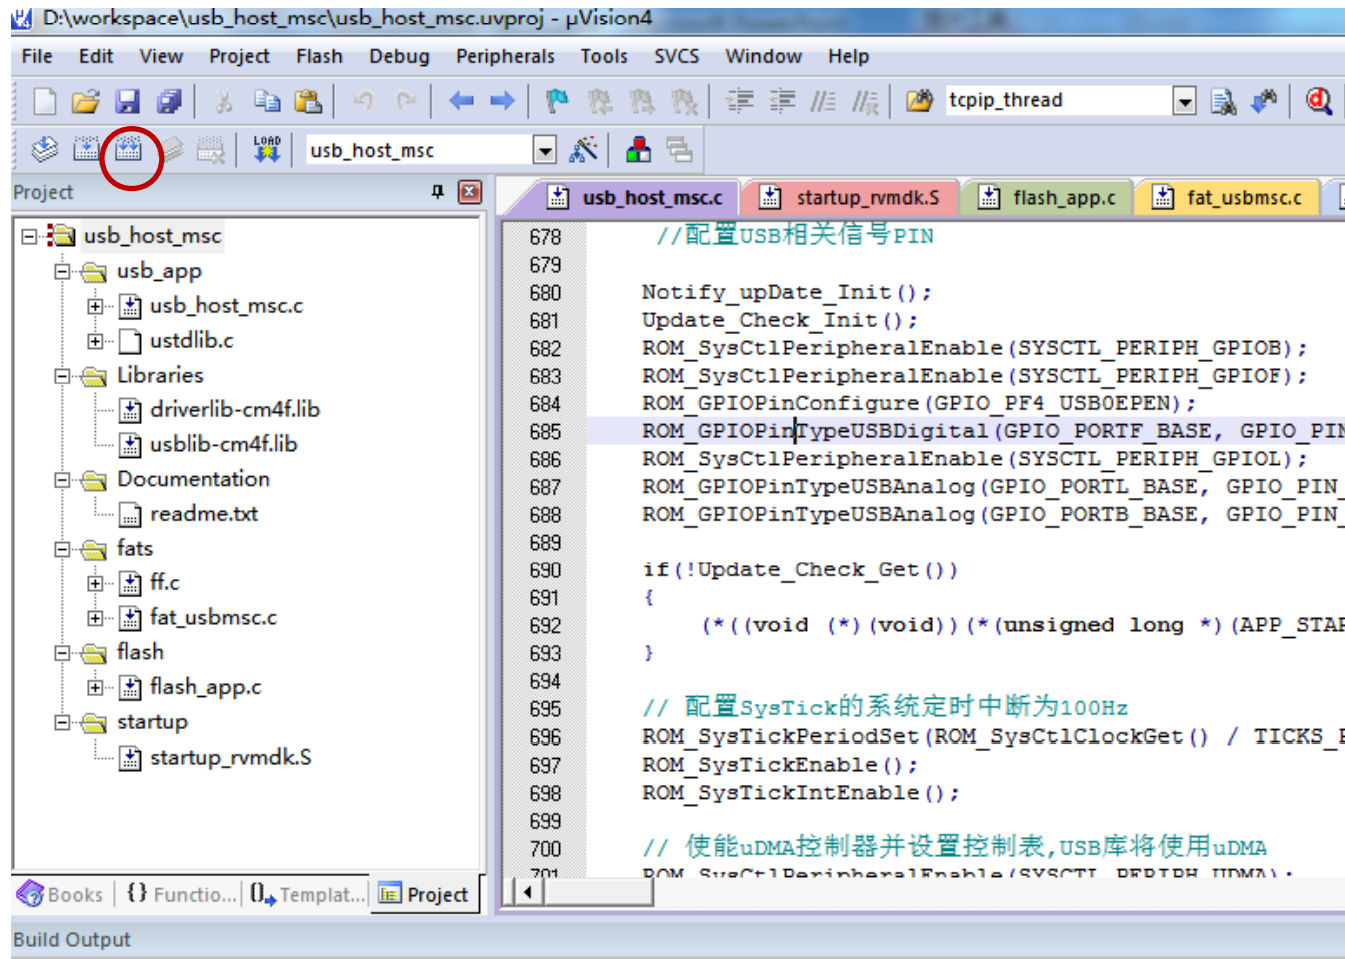 D:\workspace\usb_host_msc\usb_host_msc.uvproj - µVision4
File Edit View Project Flash Debug Peripherals Tools SVCS Window Help
tcpip_thread
LOAD usb_host_msc
Project
usb_host_msc.c startup_rvmdk.S flash_app.c fat_usbmsc.c
usb_host_msc
usb_app
usb_host_msc.c
ustdlib.c
Libraries
driverlib-cm4f.lib
usblib-cm4f.lib
Documentation
readme.txt
fats
ff.c
fat_usbmsc.c
flash
flash_app.c
startup
startup_rvmdk.S
678 //配置USB相关信号PIN
679
680 Notify_upDate_Init();
681 Update_Check_Init();
682 ROM_SysCtlPeripheralEnable(SYSCTL_PERIPH_GPIOB);
683 ROM_SysCtlPeripheralEnable(SYSCTL_PERIPH_GPIOF);
684 ROM_GPIOPinConfigure(GPIO_PF4_USB0EPEN);
685 ROM_GPIOPinTypeUSBDigital(GPIO_PORTF_BASE, GPIO_PIN
686 ROM_SysCtlPeripheralEnable(SYSCTL_PERIPH_GPIOL);
687 ROM_GPIOPinTypeUSBAnalog(GPIO_PORTL_BASE, GPIO_PIN_
688 ROM_GPIOPinTypeUSBAnalog(GPIO_PORTB_BASE, GPIO_PIN_
689
690 if(!Update_Check_Get())
691 {
692 (*((void (*)(void))(*(unsigned long *)(APP_STAR
693 }
694
695 // 配置SysTick的系统定时中断为100Hz
696 ROM_SysTickPeriodSet(ROM_SysCtlClockGet() / TICKS_P
697 ROM_SysTickEnable();
698 ROM_SysTickIntEnable();
699
700 // 使能uDMA控制器并设置控制表,USB库将使用uDMA
701 ROM_SysCtlPeripheralEnable(SYSCTL_PERIPH_UDMA);
Books {} Functio... Templat... Project
Build Output